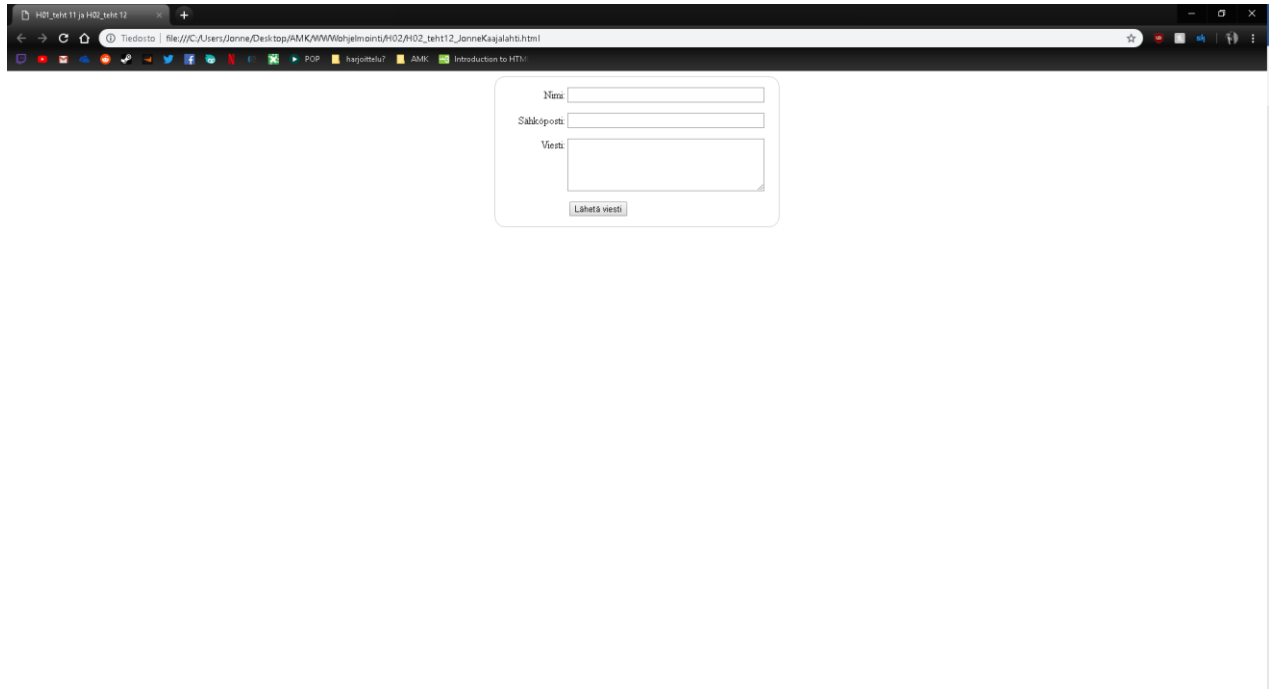 H01_teht 11 ja H02_teht 12
Tiedosto | file:///C:/Users/Jonne/Desktop/AMK/WWWohjelmointi/H02/H02_teht12_JonneKaajalahti.html
POP harjoittelu? AMK Introduction to HTM
Nimi:
Sähköposti:
Viesti:
Lähetä viesti